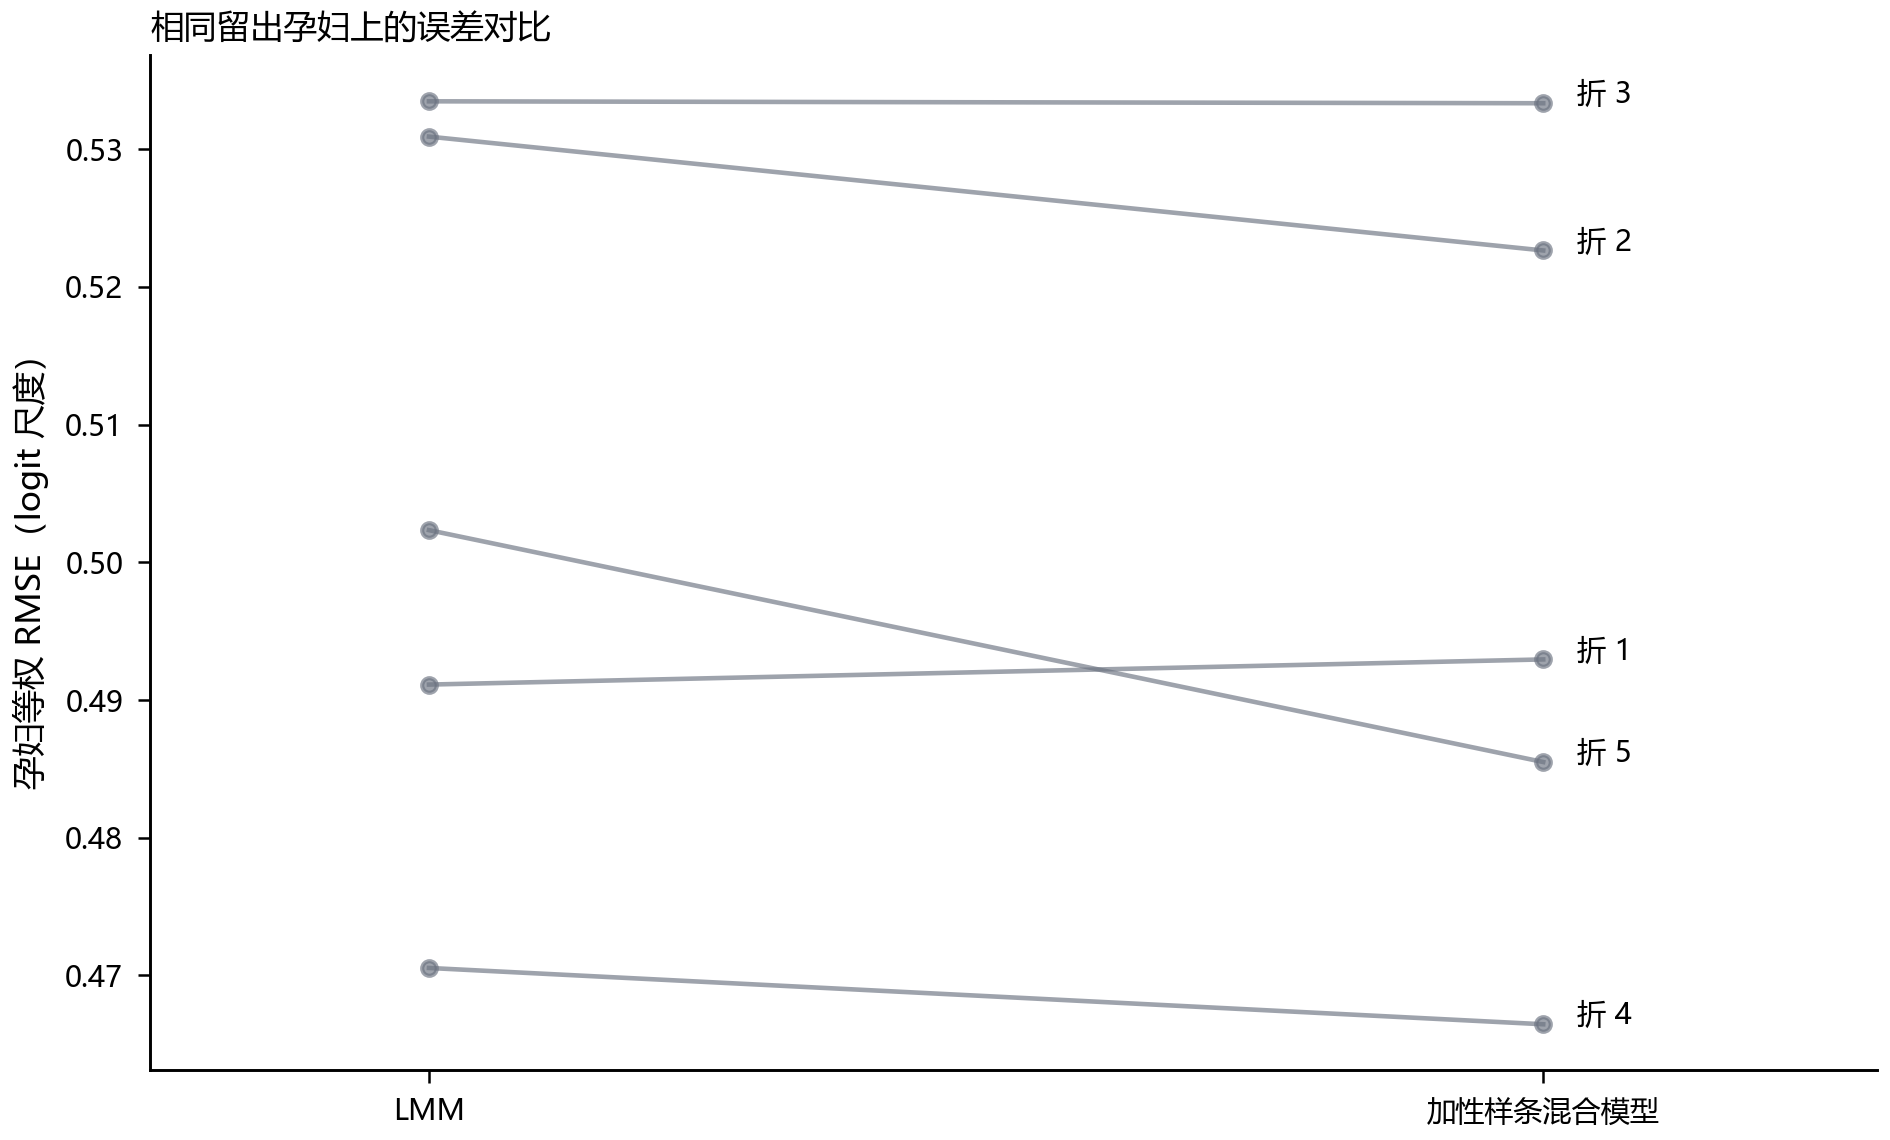 相同留出孕妇上的误差对比
孕妇等权 RMSE（logit 尺度）
0.53
0.52
0.51
0.50
0.49
0.48
0.47
折 3
折 2
折 1
折 5
折 4
LMM
加性样条混合模型